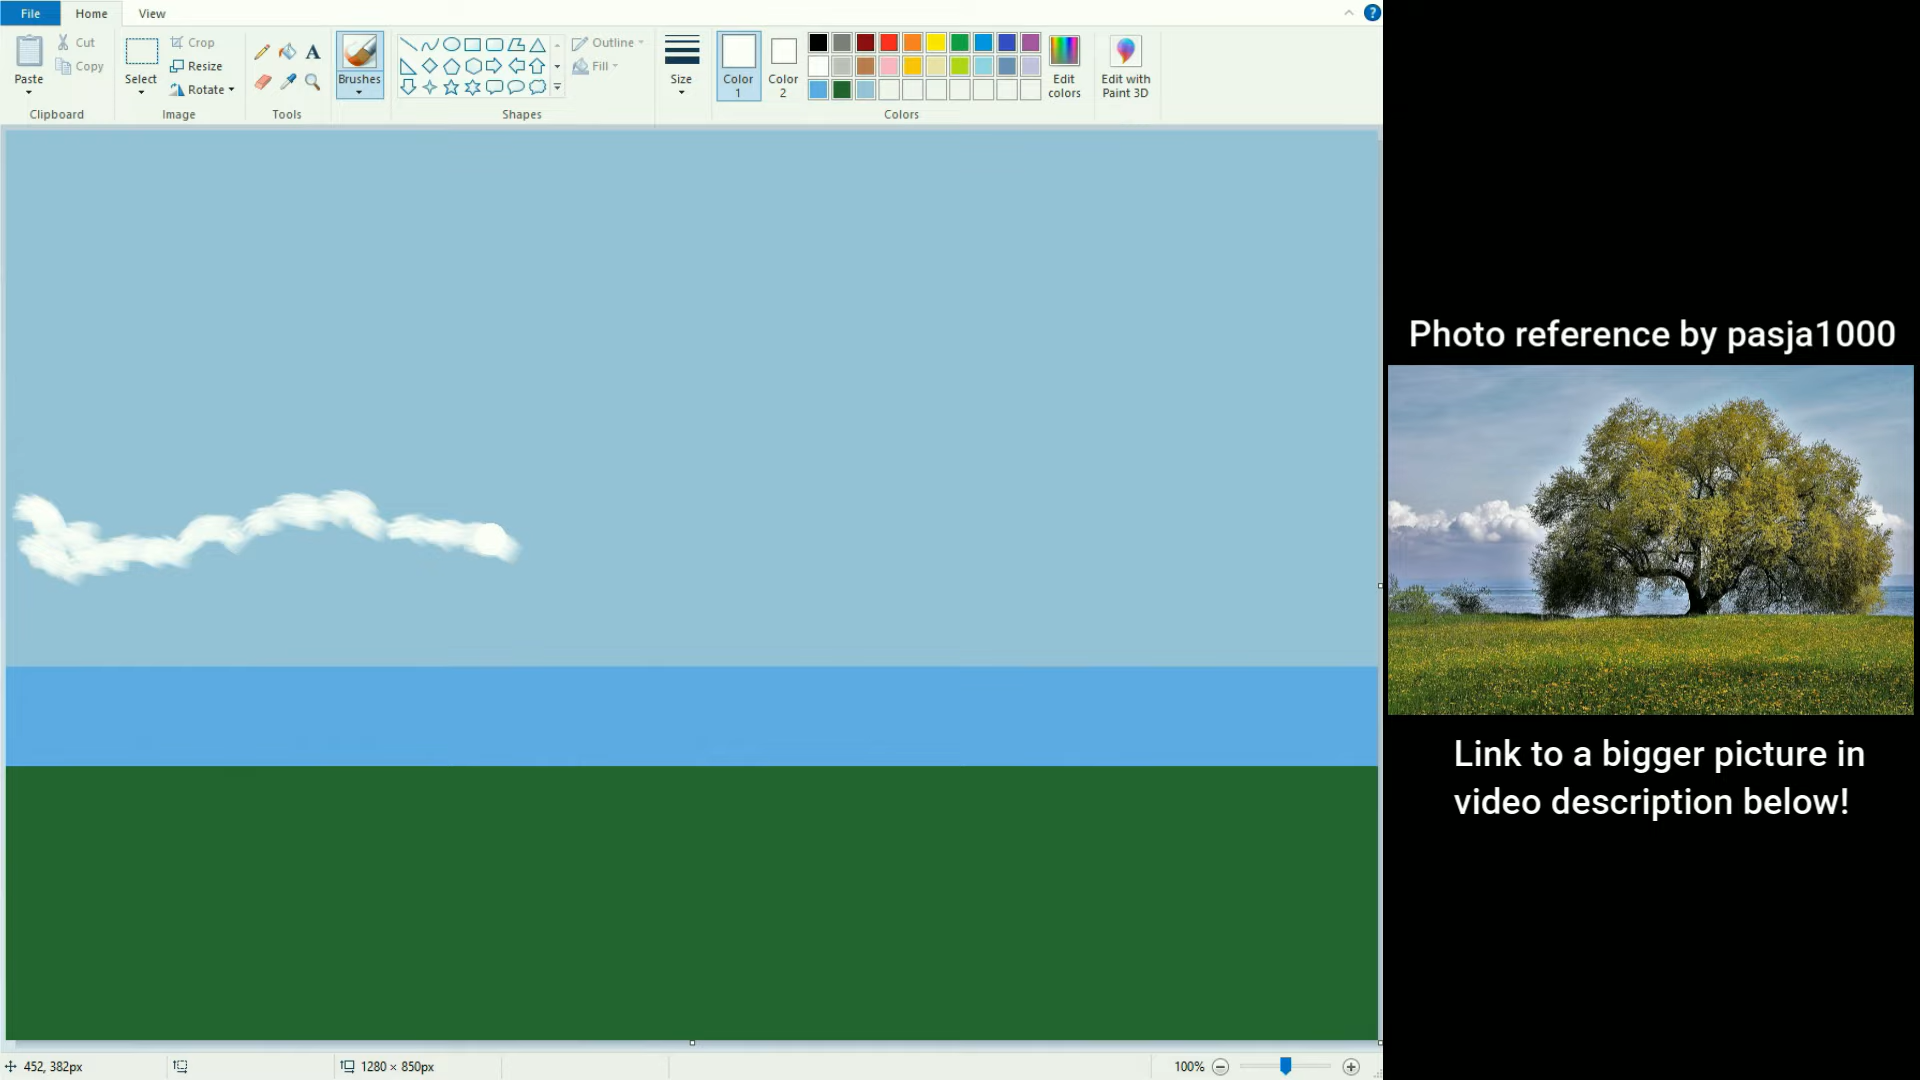 File Home View
Paste
Cut
Copy
Clipboard
Select
Crop
Resize
Rotate
Image
A
Tools
Brushes
Outline
Fill
Shapes
Size
Color 1
Color 2
Edit colors
Colors
Edit with Paint 3D
?
Photo reference by pasja1000
Link to a bigger picture in
video description below!
452, 382px
1280 × 850px
100%